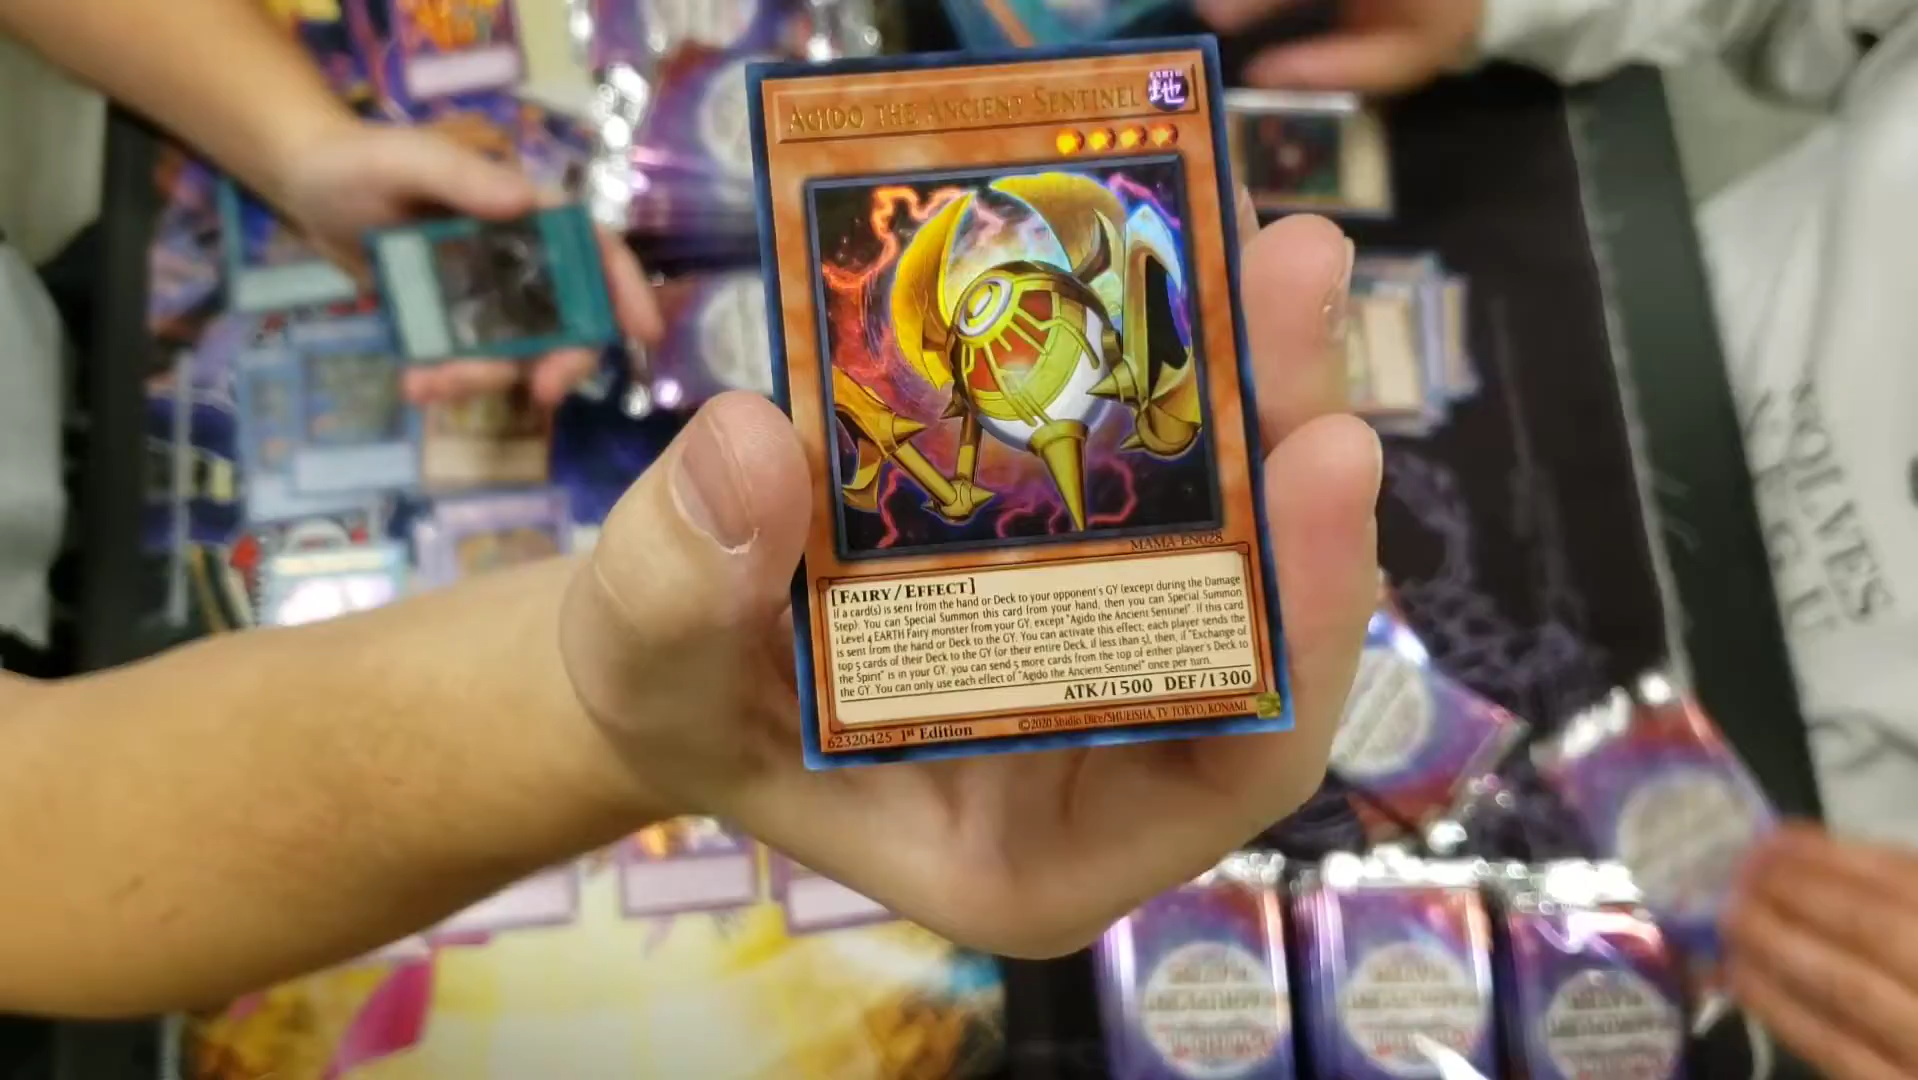 AGIDO THE ANCIENT SENTINEL
EARTH
地
MAMA-EN028
[FAIRY/EFFECT]
If a card(s) is sent from the hand or Deck to your opponent's GY (except during the Damage
Step): You can Special Summon this card from your hand, then you can Special Summon
1 Level 4 EARTH Fairy monster from your GY, except "Agido the Ancient Sentinel". If this card
is sent from the hand or Deck to the GY: You can activate this effect; each player sends the
top 5 cards of their Deck to the GY (or their entire Deck, if less than 5), then, if "Exchange of
the Spirit" is in your GY, you can send 5 more cards from the top of either player's Deck to
the GY. You can only use each effect of "Agido the Ancient Sentinel" once per turn.
ATK/1500 DEF/1300
62320425 1st Edition
©2020 Studio Dice/SHUEISHA, TV TOKYO, KONAMI
WOLVES